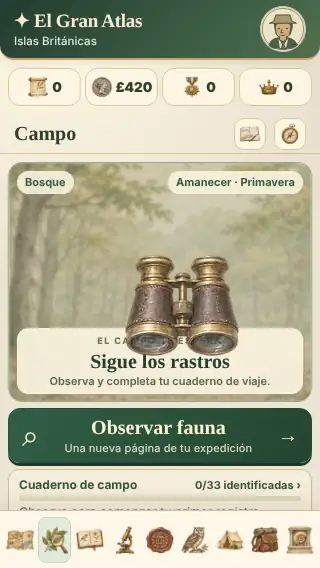 ✦ El Gran Atlas
Islas Británicas
0
£420
0
0
Campo
Bosque
Amanecer · Primavera
EL
Sigue los rastros
Observa y completa tu cuaderno de viaje.
Observar fauna
Una nueva página de tu expedición
→
Cuaderno de campo
0/33 identificadas ›